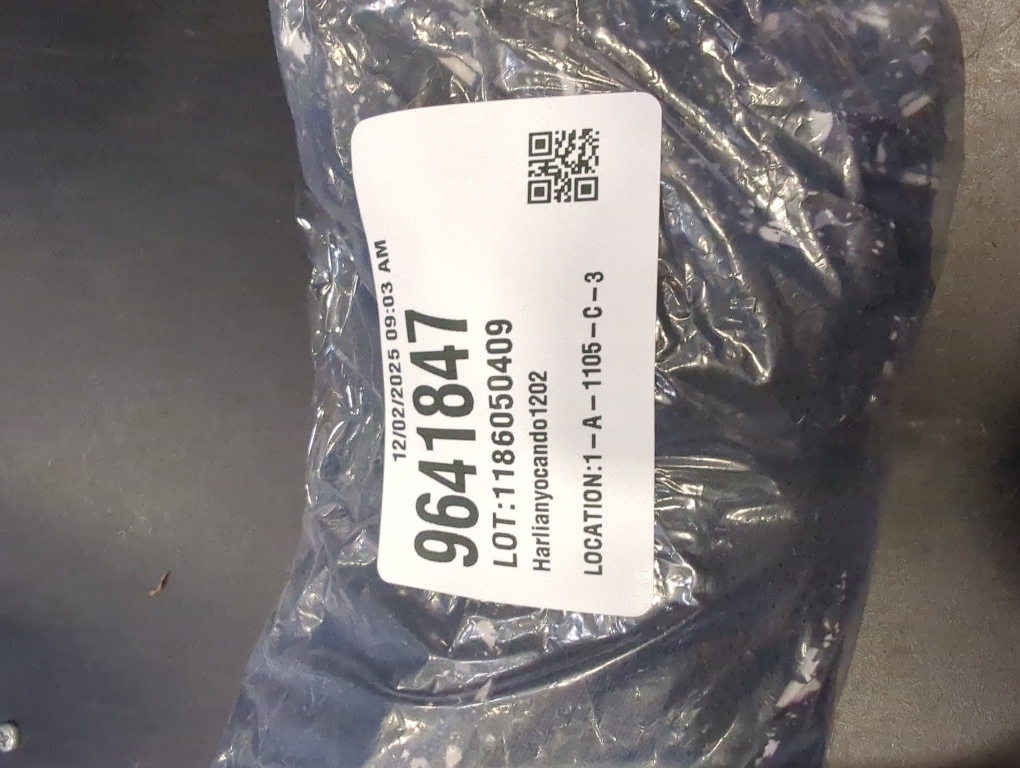 12/02/2025 09:03 AM
9641847
LOT:1186050409
Harlianyocando1202
LOCATION:1-A-1105-C-3